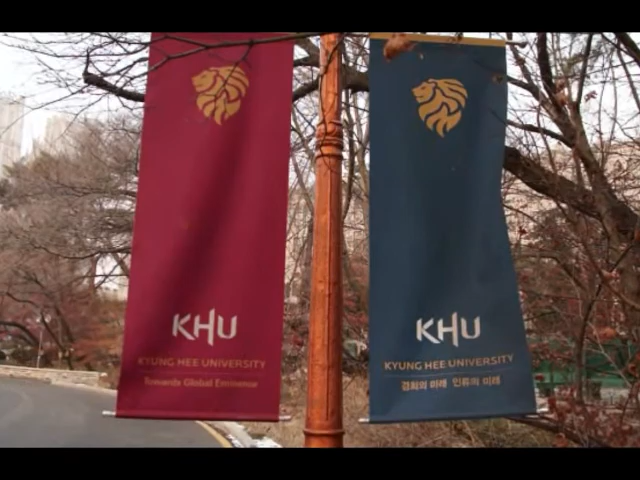 KHU
KYUNG HEE UNIVERSITY
Towards Global Eminence
KHU
KYUNG HEE UNIVERSITY
경희의 미래 인류의 미래